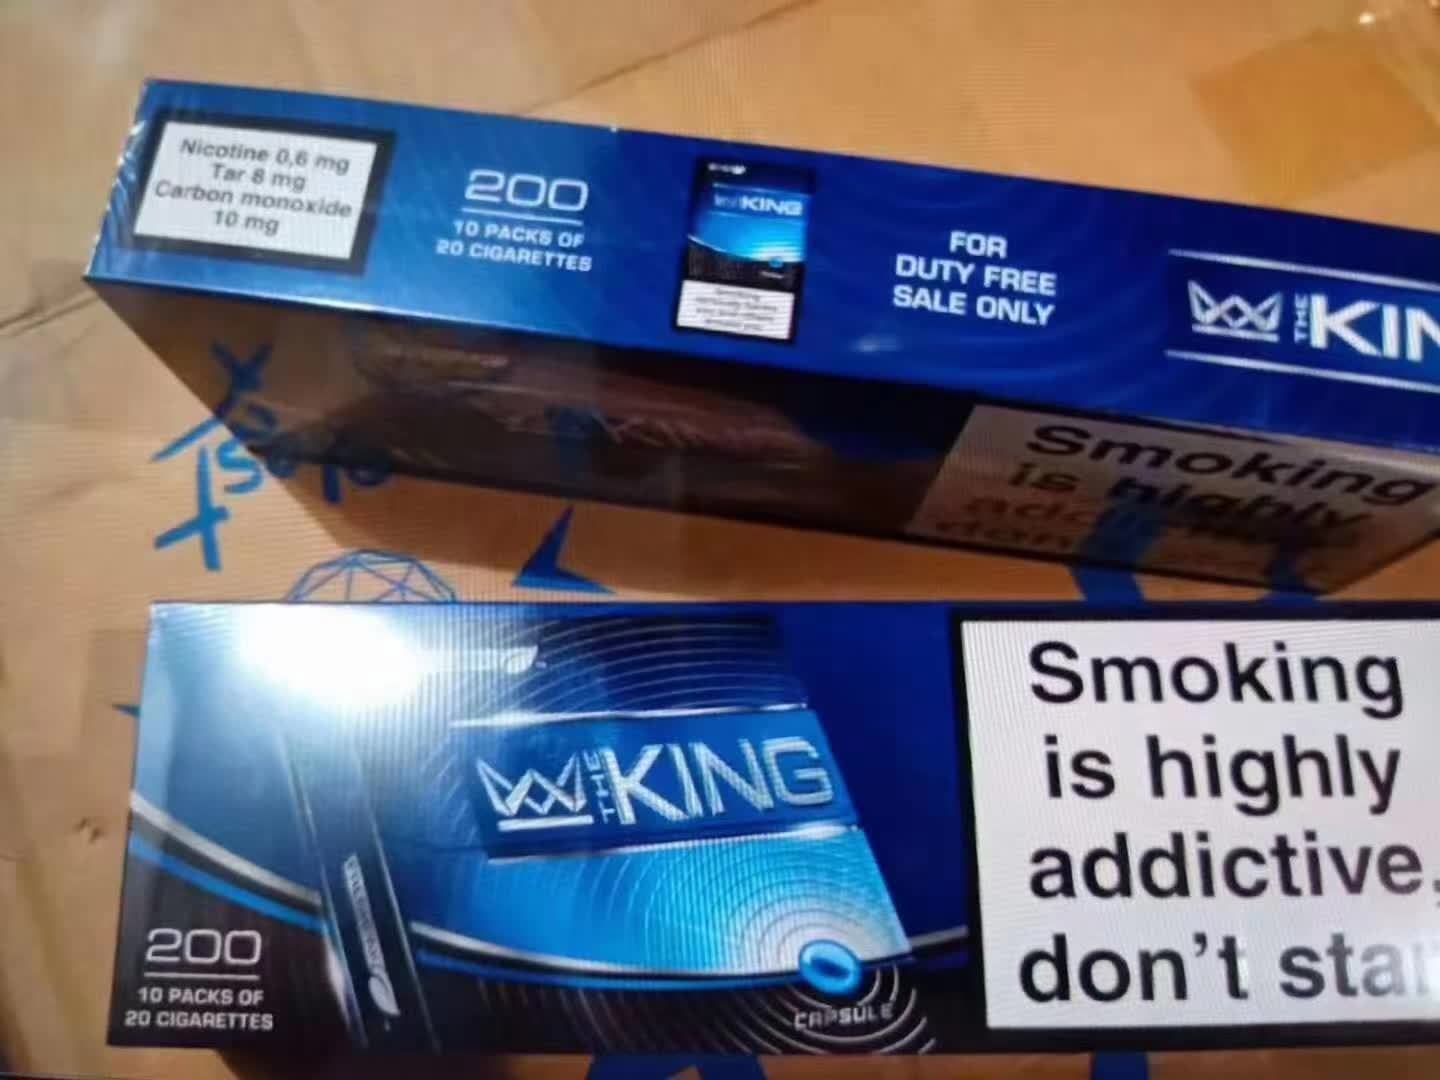 Nicotine 0,6 mg
Tar 8 mg
Carbon monoxide
10 mg
200
10 PACKS OF
20 CIGARETTES
KING
FOR
DUTY FREE
SALE ONLY
THE KIN
Smoking
is highly
THE KING
200
10 PACKS OF
20 CIGARETTES
CAPSULE
Smoking
is highly
addictive,
don't star